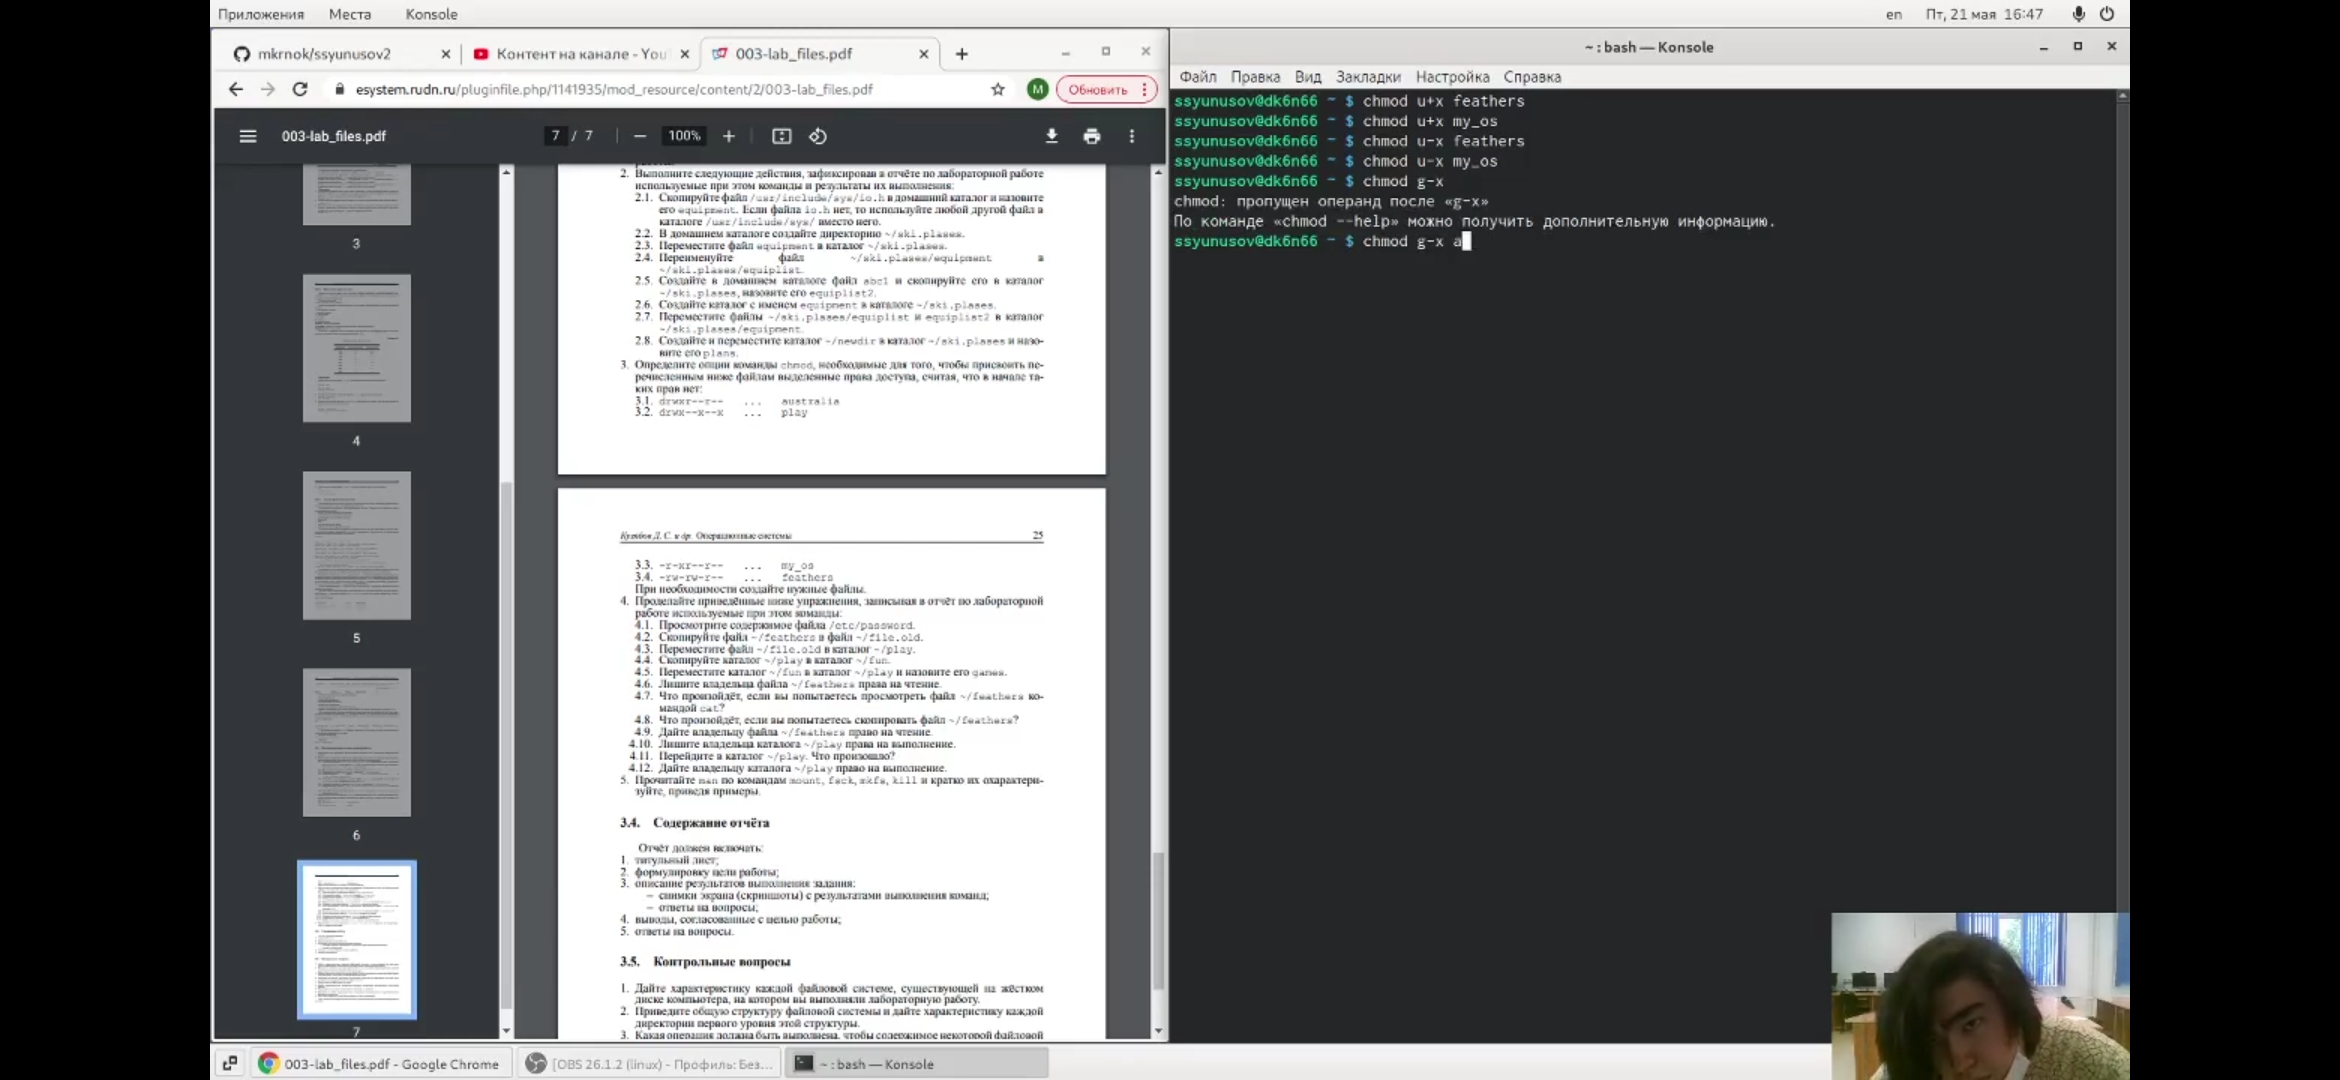 Приложения Места Konsole
en Пт, 21 мая 16:47
mkrnok/ssyunusov2
Контент на канале - You
003-lab_files.pdf
esystem.rudn.ru/pluginfile.php/1141935/mod_resource/content/2/003-lab_files.pdf
M
Обновить
003-lab_files.pdf
7 / 7
100%
3
4
5
6
7
2. Выполните следующие действия, зафиксировав в отчёте по лабораторной работе
используемые при этом команды и результаты их выполнения:
2.1. Скопируйте файл /usr/include/sys/io.h в домашний каталог и назовите
его equipment. Если файла io.h нет, то используйте любой другой файл в
каталоге /usr/include/sys/ вместо него.
2.2. В домашнем каталоге создайте директорию ~/ski.plases.
2.3. Переместите файл equipment в каталог ~/ski.plases.
2.4. Переименуйте файл ~/ski.plases/equipment в
~/ski.plases/equiplist.
2.5. Создайте в домашнем каталоге файл abc1 и скопируйте его в каталог
~/ski.plases, назовите его equiplist2.
2.6. Создайте каталог с именем equipment в каталоге ~/ski.plases.
2.7. Переместите файлы ~/ski.plases/equiplist и equiplist2 в каталог
~/ski.plases/equipment.
2.8. Создайте и переместите каталог ~/newdir в каталог ~/ski.plases и назо-
вите его plans.
3. Определите опции команды chmod, необходимые для того, чтобы присвоить пе-
речисленным ниже файлам выделенные права доступа, считая, что в начале та-
ких прав нет:
3.1. drwxr--r-- ... australia
3.2. drwx--x--x ... play
Кулябов Д. С. и др. Операционные системы 25
3.3. -r-xr--r-- ... my_os
3.4. -rw-rw-r-- ... feathers
При необходимости создайте нужные файлы.
4. Проделайте приведённые ниже упражнения, записывая в отчёт по лабораторной
работе используемые при этом команды:
4.1. Просмотрите содержимое файла /etc/password.
4.2. Скопируйте файл ~/feathers в файл ~/file.old.
4.3. Переместите файл ~/file.old в каталог ~/play.
4.4. Скопируйте каталог ~/play в каталог ~/fun.
4.5. Переместите каталог ~/fun в каталог ~/play и назовите его games.
4.6. Лишите владельца файла ~/feathers права на чтение.
4.7. Что произойдёт, если вы попытаетесь просмотреть файл ~/feathers ко-
мандой cat?
4.8. Что произойдёт, если вы попытаетесь скопировать файл ~/feathers?
4.9. Дайте владельцу файла ~/feathers право на чтение.
4.10. Лишите владельца каталога ~/play права на выполнение.
4.11. Перейдите в каталог ~/play. Что произошло?
4.12. Дайте владельцу каталога ~/play право на выполнение.
5. Прочитайте man по командам mount, fsck, mkfs, kill и кратко их охарактери-
зуйте, приведя примеры.
3.4. Содержание отчёта
Отчёт должен включать:
1. титульный лист;
2. формулировку цели работы;
3. описание результатов выполнения задания:
– снимки экрана (скриншоты) с результатами выполнения команд;
– ответы на вопросы;
4. выводы, согласованные с целью работы;
5. ответы на вопросы.
3.5. Контрольные вопросы
1. Дайте характеристику каждой файловой системе, существующей на жёстком
диске компьютера, на котором вы выполняли лабораторную работу.
2. Приведите общую структуру файловой системы и дайте характеристику каждой
директории первого уровня этой структуры.
3. Какая операция должна быть выполнена, чтобы содержимое некоторой файловой
~ : bash — Konsole
Файл Правка Вид Закладки Настройка Справка
ssyunusov@dk6n66 ~ $ chmod u+x feathers
ssyunusov@dk6n66 ~ $ chmod u+x my_os
ssyunusov@dk6n66 ~ $ chmod u-x feathers
ssyunusov@dk6n66 ~ $ chmod u-x my_os
ssyunusov@dk6n66 ~ $ chmod g-x
chmod: пропущен операнд после «g-x»
По команде «chmod --help» можно получить дополнительную информацию.
ssyunusov@dk6n66 ~ $ chmod g-x a
003-lab_files.pdf - Google Chrome
[OBS 26.1.2 (linux) - Профиль: Без...
~ : bash — Konsole